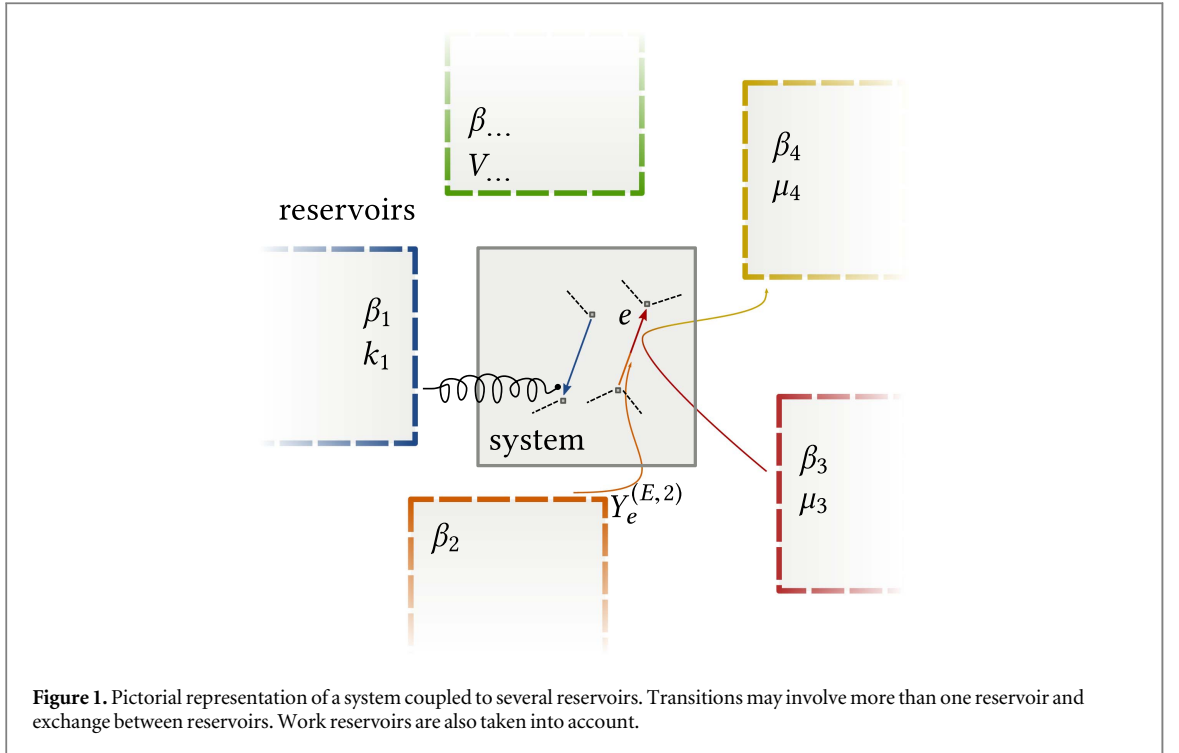 β...
V...
β₄
μ₄
reservoirs
β₁
k₁
e
system
β₃
μ₃
Yₑ^(E,2)
β₂
Figure 1. Pictorial representation of a system coupled to several reservoirs. Transitions may involve more than one reservoir and
exchange between reservoirs. Work reservoirs are also taken into account.